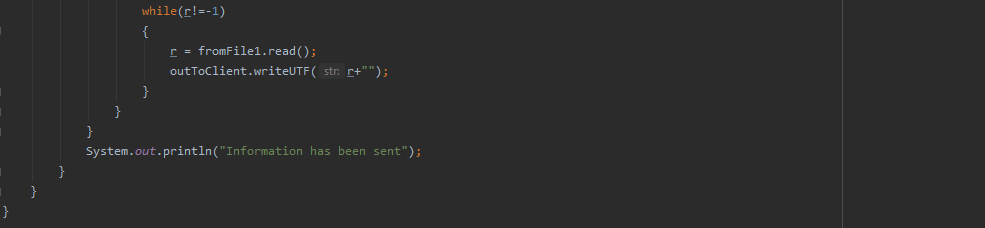 while(r!=-1)
{
r = fromFile1.read();
outToClient.writeUTF( str: r+"");
}
}
}
System.out.println("Information has been sent");
}
}
}